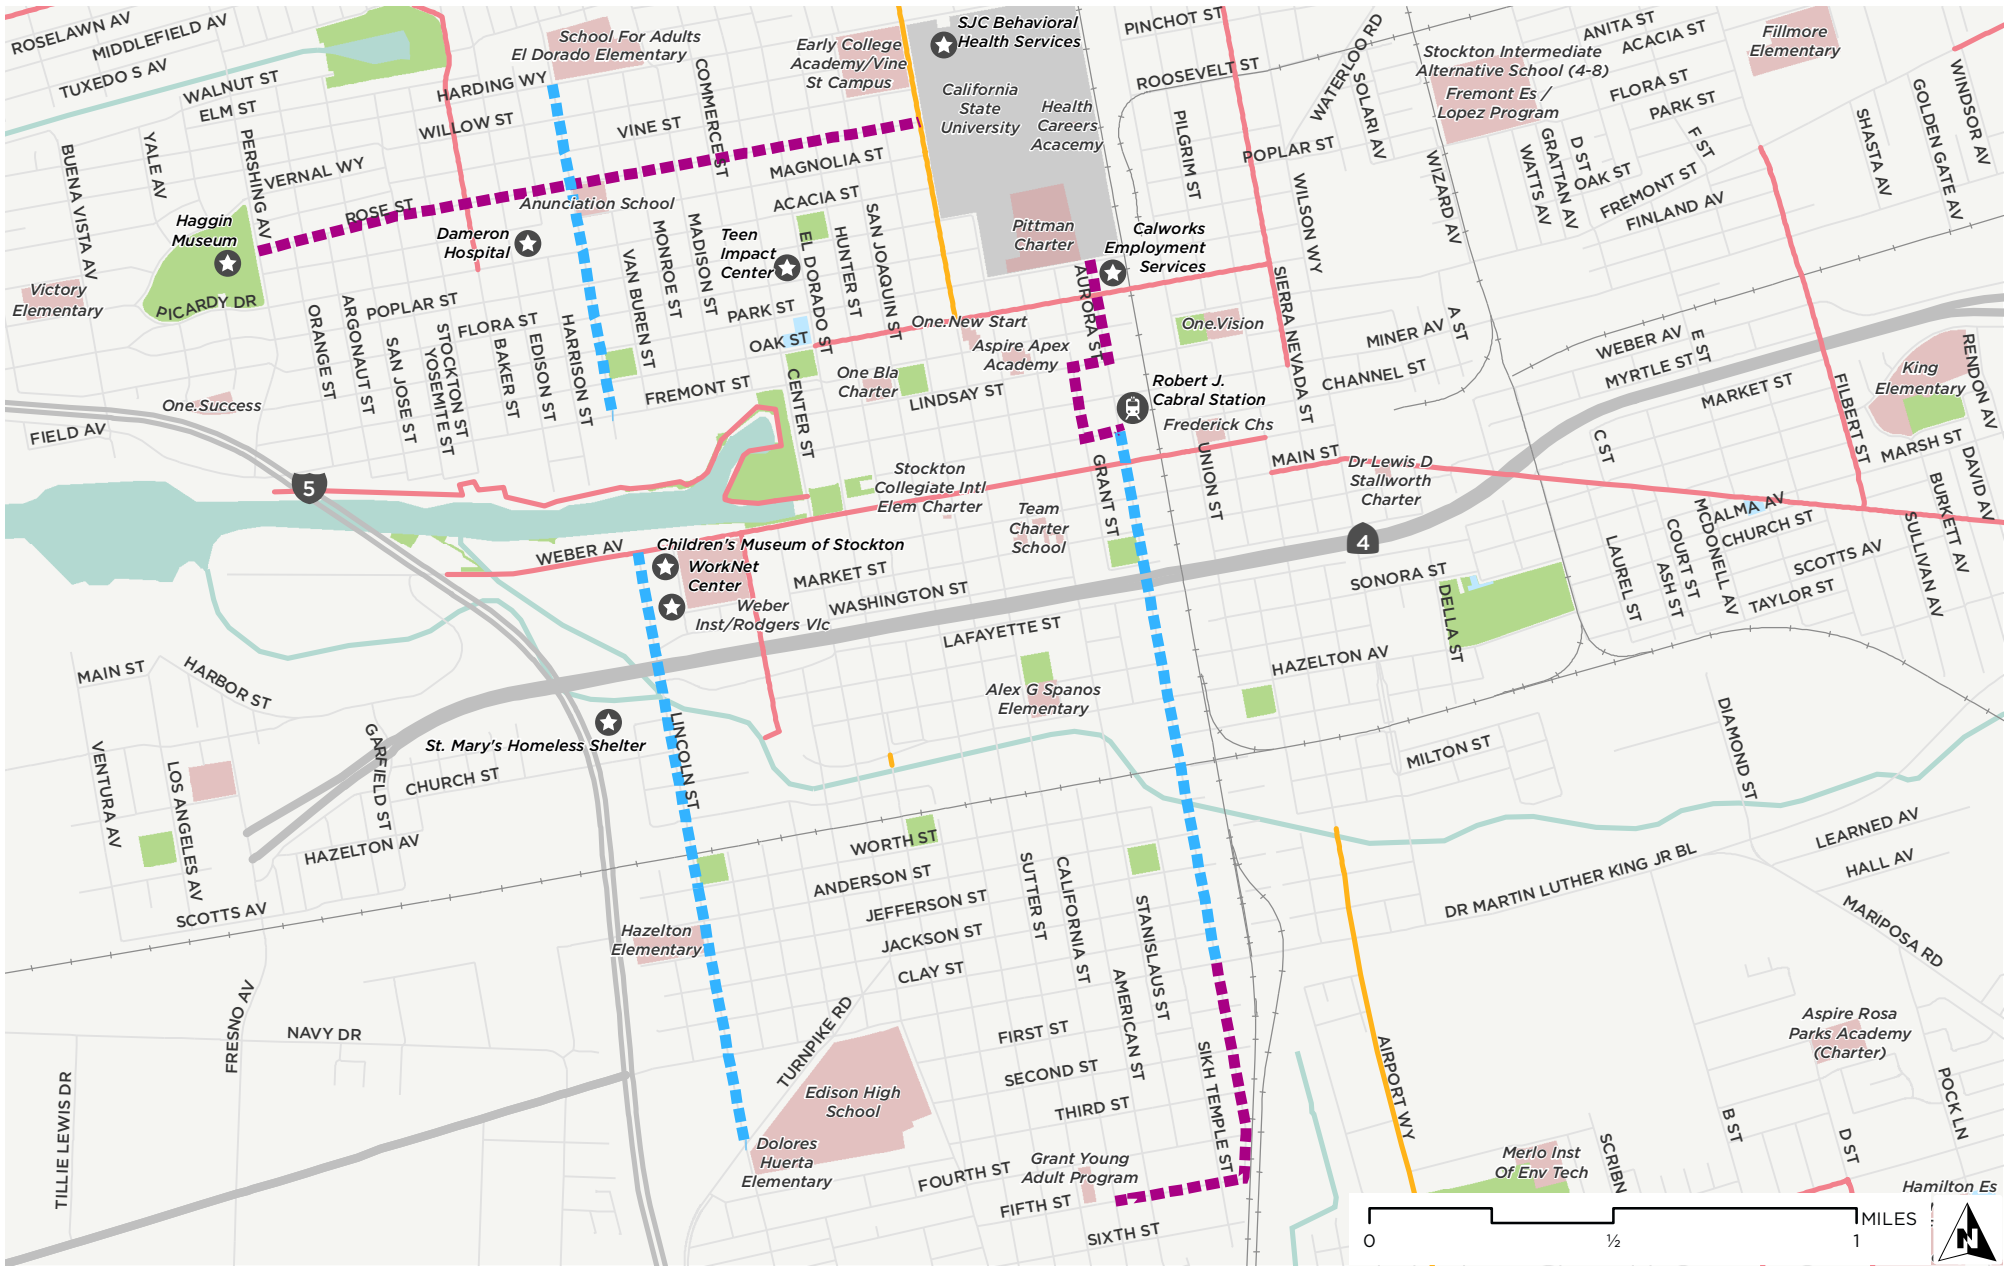 ROSELAWN AV
MIDDLEFIELD AV
TUXEDO S AV
WALNUT ST
ELM ST
HARDING WY
School For Adults
El Dorado Elementary
COMMERCE ST
Early College
Academy/Vine
St Campus
SJC Behavioral
Health Services
California
State
University
Health
Careers
Acacemy
PINCHOT ST
ROOSEVELT ST
WATERLOO RD
SOLARI AV
Stockton Intermediate
Alternative School (4-8)
Fremont Es /
Lopez Program
ANITA ST
ACACIA ST
FLORA ST
PARK ST
Fillmore
Elementary
WINDSOR AV
GOLDEN GATE AV
SHASTA AV
F ST
D ST
GRATTAN AV
WATTS AV
OAK ST
FREMONT ST
FINLAND AV
WIZARD AV
POPLAR ST
PILGRIM ST
WILSON WY
BUENA VISTA AV
YALE AV
PERSHING AV
VERNAL WY
WILLOW ST
VINE ST
MAGNOLIA ST
ACACIA ST
ROSE ST
Anunciation School
Haggin
Museum
Dameron
Hospital
Teen
Impact
Center
Pittman
Charter
Calworks
Employment
Services
Victory
Elementary
PICARDY DR
ORANGE ST
ARGONAUT ST
POPLAR ST
SAN JOSE ST
STOCKTON ST
YOSEMITE ST
FLORA ST
BAKER ST
EDISON ST
HARRISON ST
VAN BUREN ST
MONROE ST
MADISON ST
PARK ST
OAK ST
EL DORADO ST
HUNTER ST
SAN JOAQUIN ST
One.New Start
Aspire Apex
Academy
AURORA ST
One.Vision
SIERRA NEVADA ST
MINER AV
A ST
CHANNEL ST
WEBER AV
E ST
MYRTLE ST
MARKET ST
FILBERT ST
King
Elementary
RENDON AV
MARSH ST
DAVID AV
BURKETT AV
SULLIVAN AV
One.Success
FREMONT ST
CENTER ST
One Bla
Charter
LINDSAY ST
Robert J.
Cabral Station
Frederick Chs
FIELD AV
5
GRANT ST
UNION ST
MAIN ST
Dr Lewis D
Stallworth
Charter
C ST
ALMA AV
CHURCH ST
MCDONELL AV
COURT ST
ASH ST
LAUREL ST
SCOTTS AV
TAYLOR ST
Stockton
Collegiate Intl
Elem Charter
Team
Charter
School
4
SONORA ST
DELLA ST
WEBER AV
Children's Museum of Stockton
WorkNet
Center
Weber
Inst/Rodgers Vlc
MARKET ST
WASHINGTON ST
LAFAYETTE ST
HAZELTON AV
MAIN ST
HARBOR ST
Alex G Spanos
Elementary
St. Mary's Homeless Shelter
LINCOLN ST
GARFIELD ST
CHURCH ST
VENTURA AV
LOS ANGELES AV
HAZELTON AV
SCOTTS AV
MILTON ST
DIAMOND ST
LEARNED AV
HALL AV
DR MARTIN LUTHER KING JR BL
MARIPOSA RD
WORTH ST
ANDERSON ST
JEFFERSON ST
JACKSON ST
CLAY ST
SUTTER ST
CALIFORNIA ST
AMERICAN ST
STANISLAUS ST
Hazelton
Elementary
FRESNO AV
NAVY DR
TILLIE LEWIS DR
TURNPIKE RD
FIRST ST
SECOND ST
THIRD ST
SIKH TEMPLE ST
AIRPORT WY
Edison High
School
Aspire Rosa
Parks Academy
(Charter)
POCK LN
B ST
D ST
SCRIBN
Dolores
Huerta
Elementary
Grant Young
Adult Program
FOURTH ST
FIFTH ST
SIXTH ST
Merlo Inst
Of Env Tech
Hamilton Es
0
½
1
MILES
N